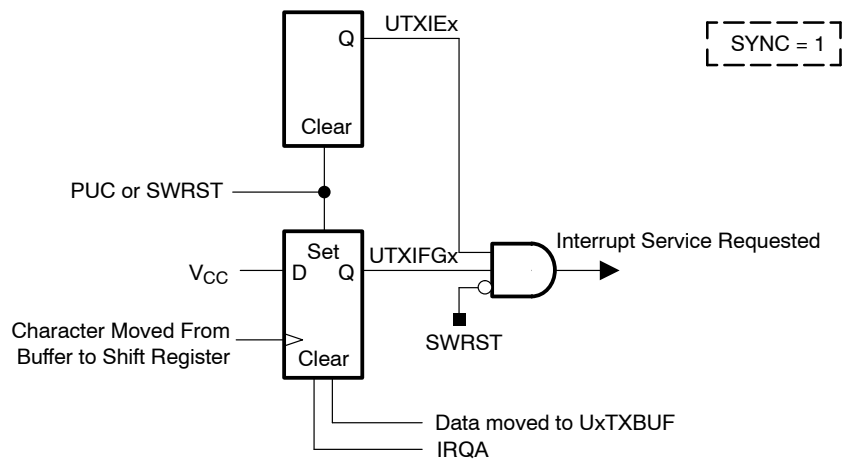 UTXIEx
SYNC = 1
Q
Clear
PUC or SWRST
Set
UTXIFGx
Interrupt Service Requested
VCC
D
Q
Character Moved From
Buffer to Shift Register
SWRST
Clear
Data moved to UxTXBUF
IRQA